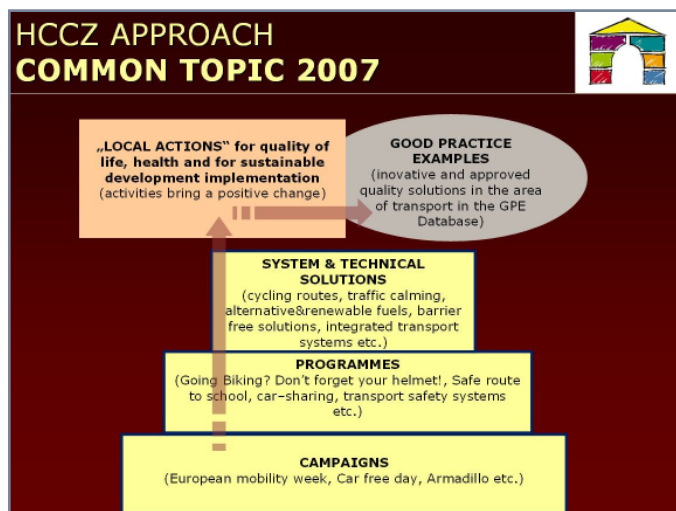 HCCZ APPROACH
COMMON TOPIC 2007
„LOCAL ACTIONS“ for quality of
life, health and for sustainable
development implementation
(activities bring a positive change)
GOOD PRACTICE
EXAMPLES
(inovative and approved
quality solutions in the area
of transport in the GPE
Database)
SYSTEM & TECHNICAL
SOLUTIONS
(cycling routes, traffic calming,
alternative&renewable fuels, barrier
free solutions, integrated transport
systems etc.)
PROGRAMMES
(Going Biking? Don’t forget your helmet!, Safe route
to school, car–sharing, transport safety systems
etc.)
CAMPAIGNS
(European mobility week, Car free day, Armadillo etc.)